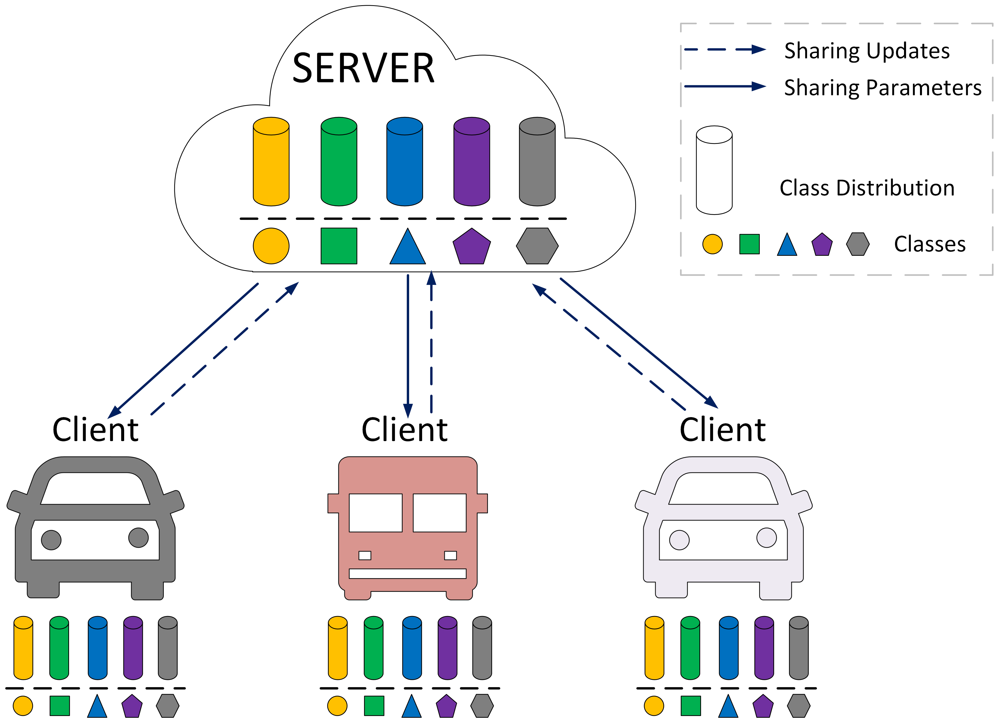 SERVER
Sharing Updates
Sharing Parameters
Class Distribution
Classes
Client
Client
Client